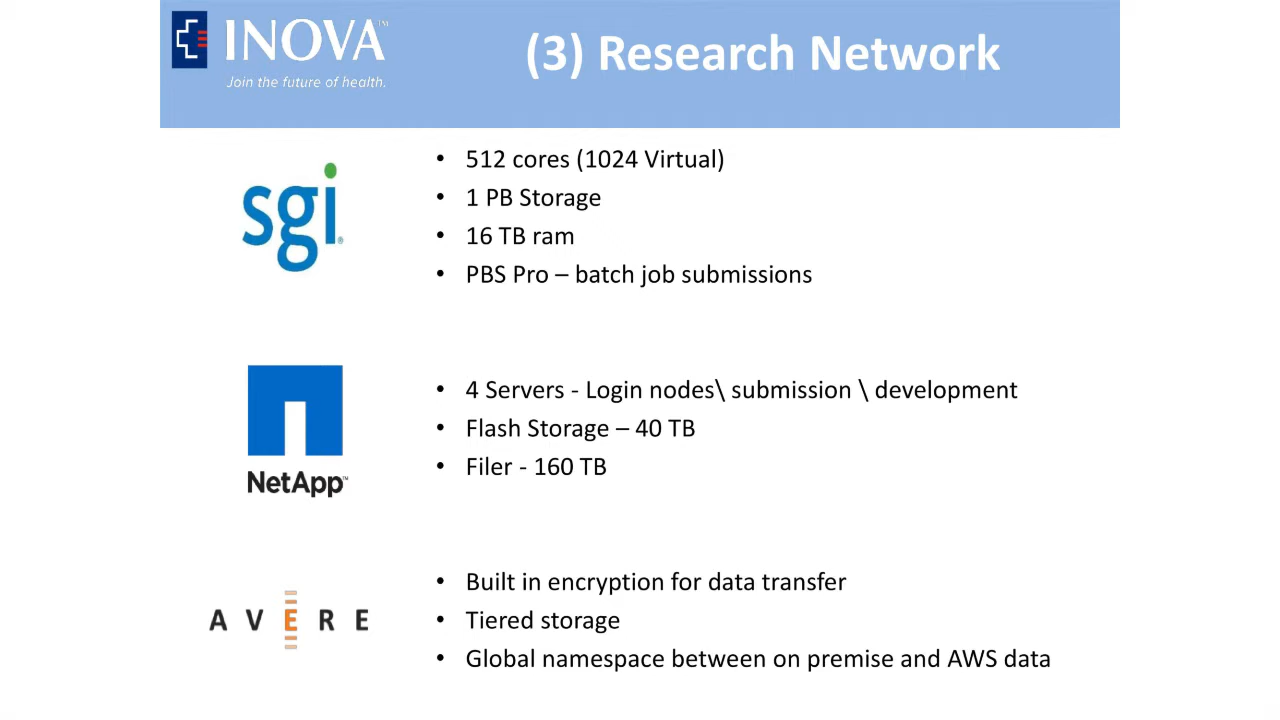 INOVA™
Join the future of health.
(3) Research Network
sgi®
• 512 cores (1024 Virtual)
• 1 PB Storage
• 16 TB ram
• PBS Pro – batch job submissions
NetApp™
• 4 Servers - Login nodes\ submission \ development
• Flash Storage – 40 TB
• Filer - 160 TB
AVERE
• Built in encryption for data transfer
• Tiered storage
• Global namespace between on premise and AWS data